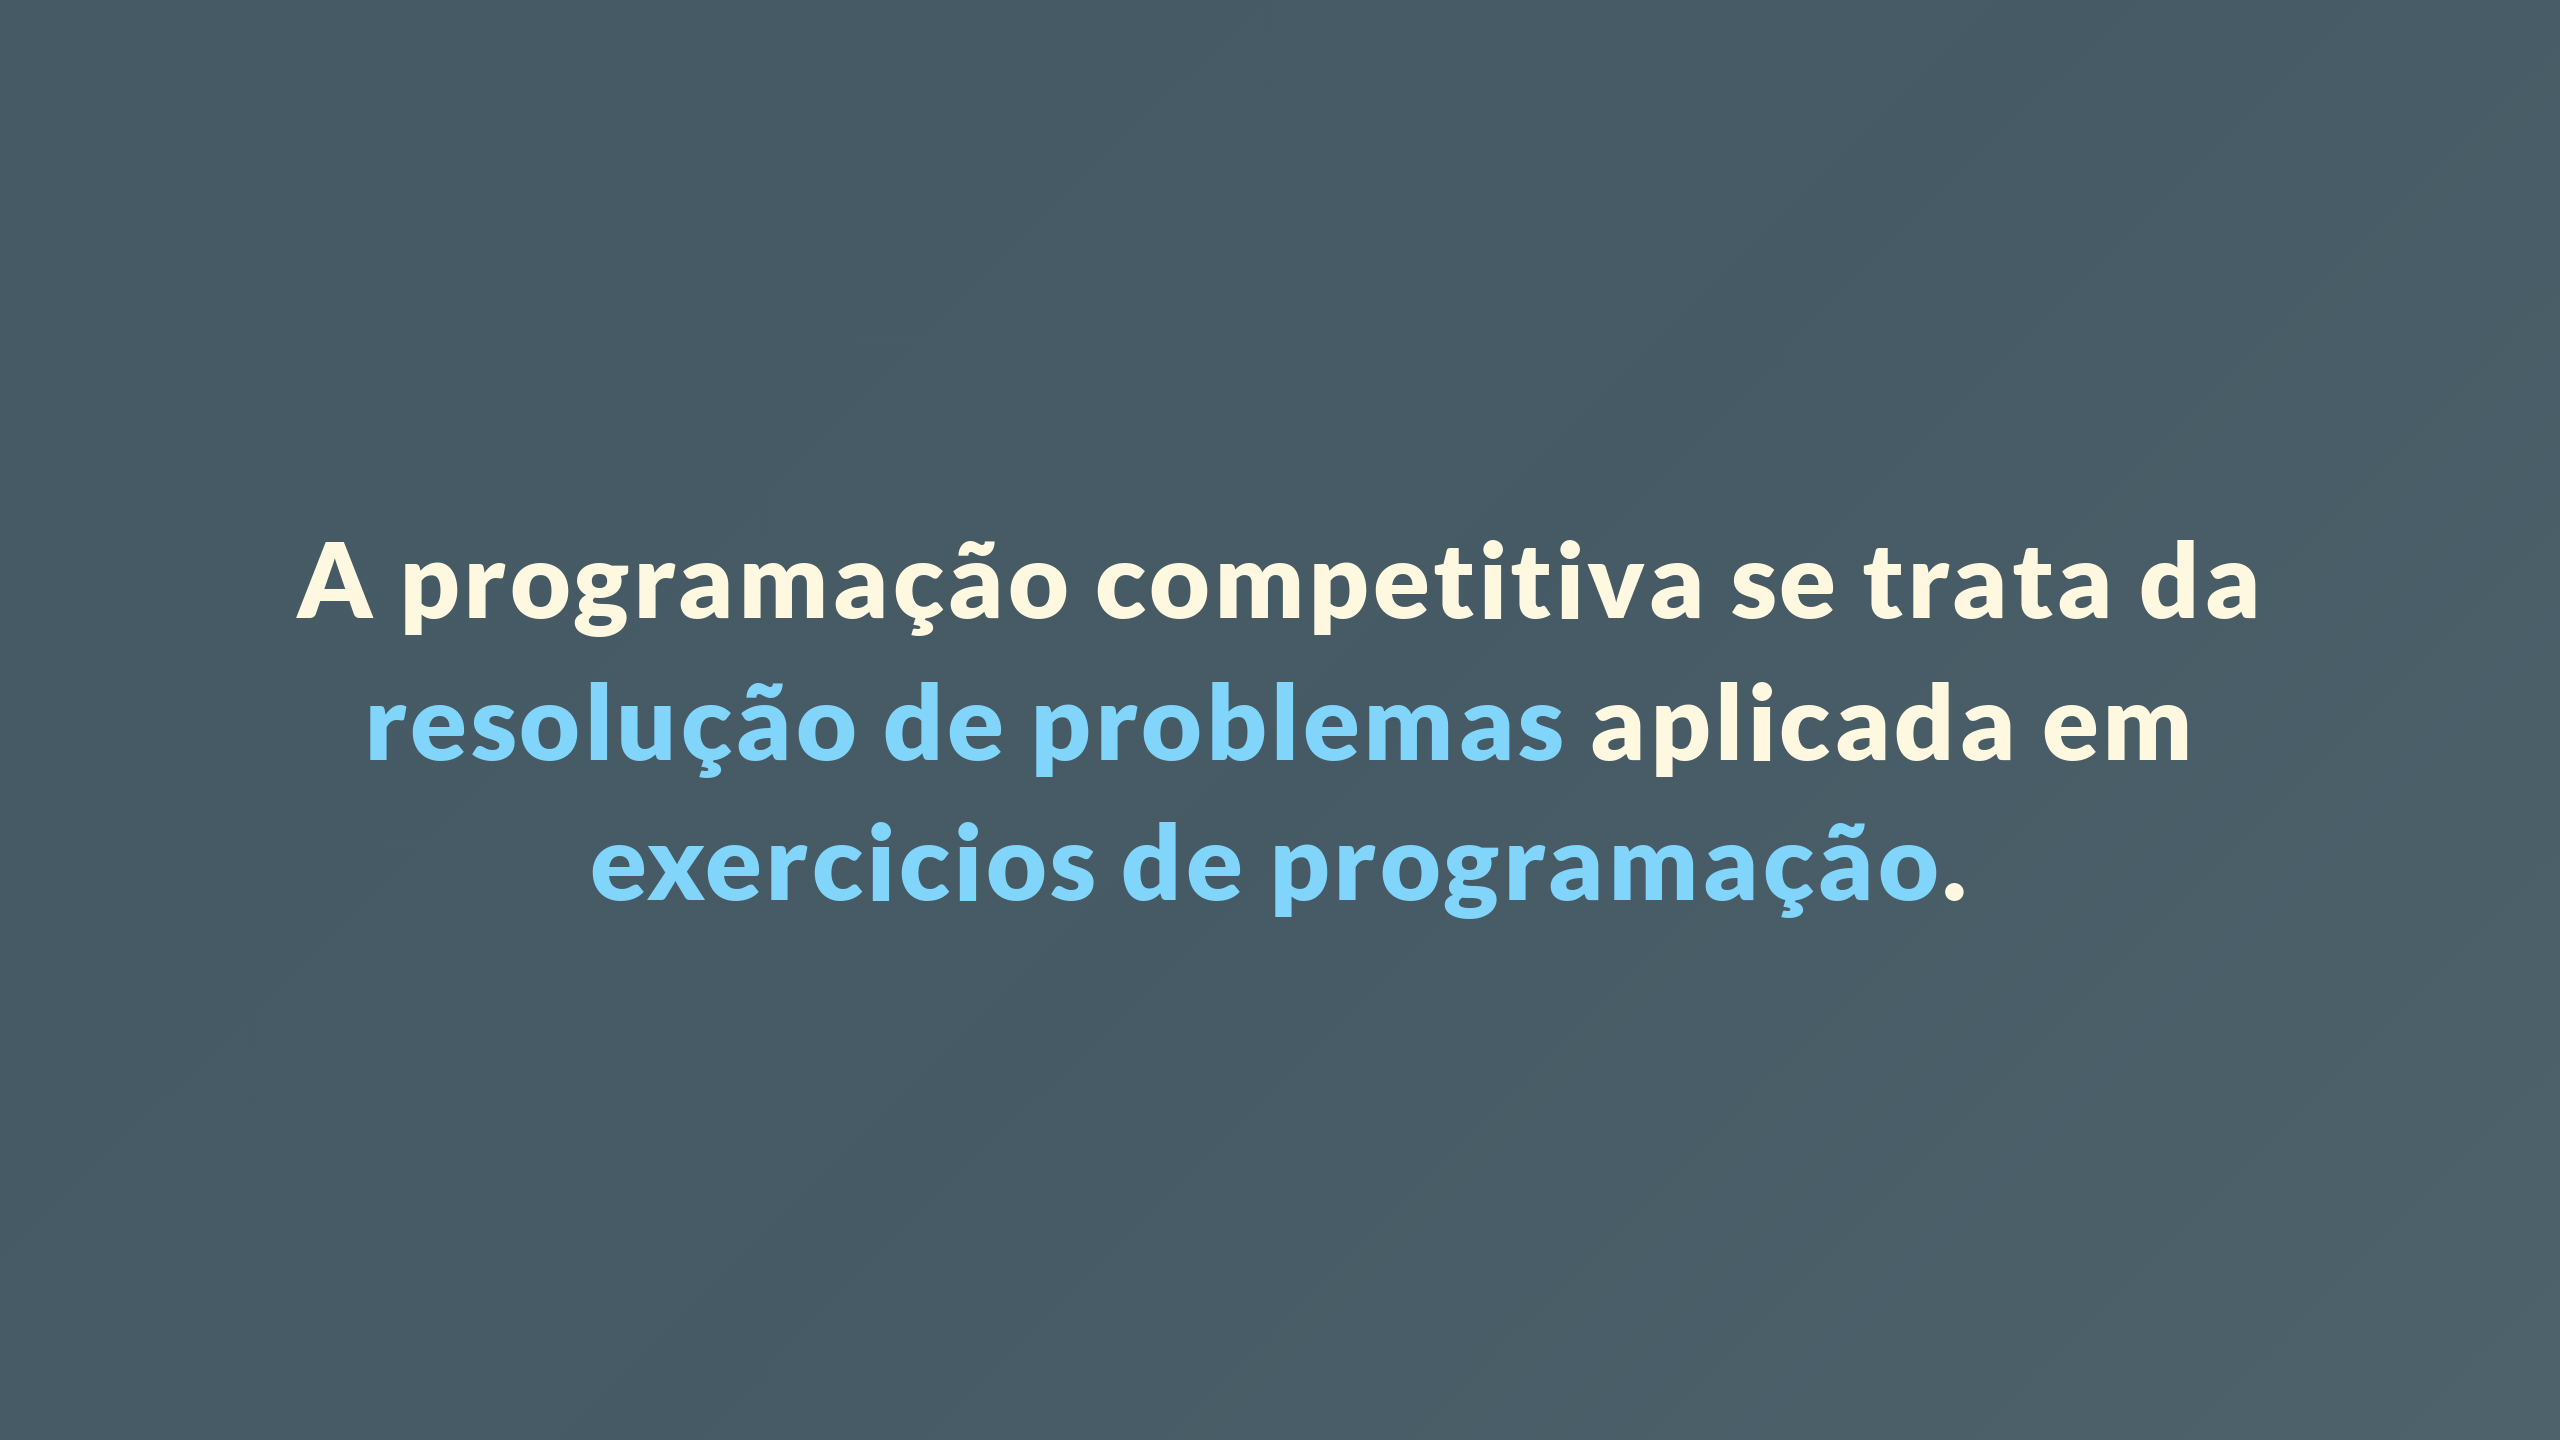 A programação competitiva se trata da
resolução de problemas aplicada em
exercicios de programação.